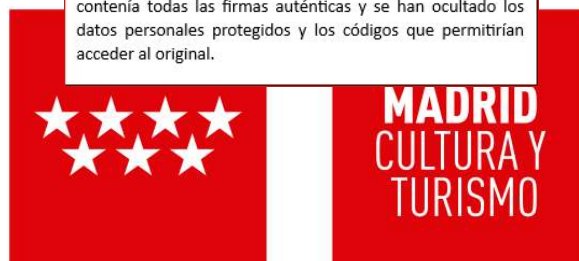 contenía todas las firmas auténticas y se han ocultado los
datos personales protegidos y los códigos que permitirían
acceder al original.
MADRID
CULTURA Y
TURISMO